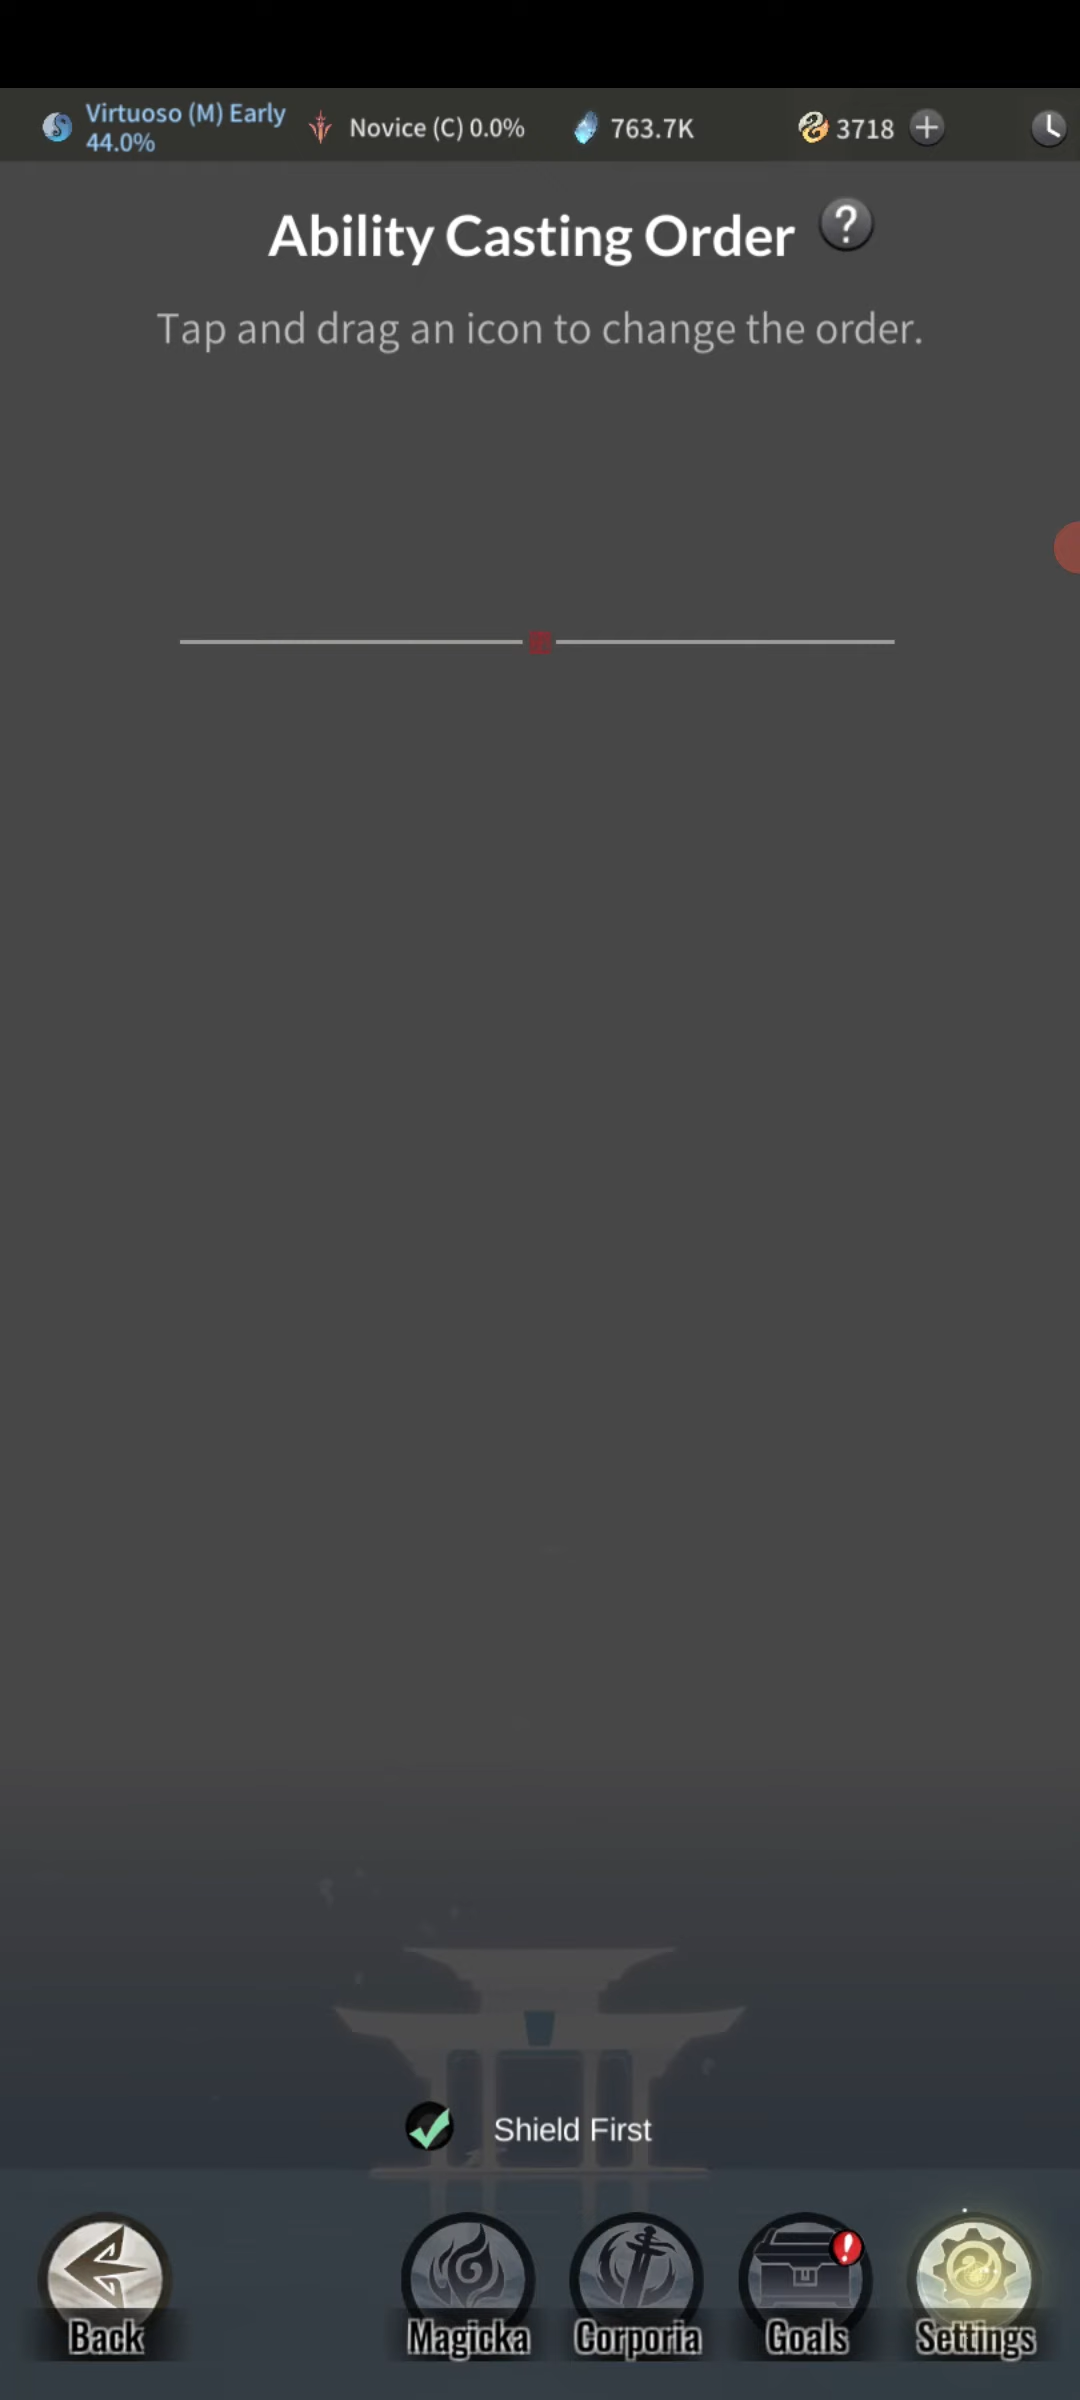 Virtuoso (M) Early
44.0%
Novice (C) 0.0%
763.7K
3718
Ability Casting Order
Tap and drag an icon to change the order.
Shield First
Back
Magicka
Corporia
Goals
Settings